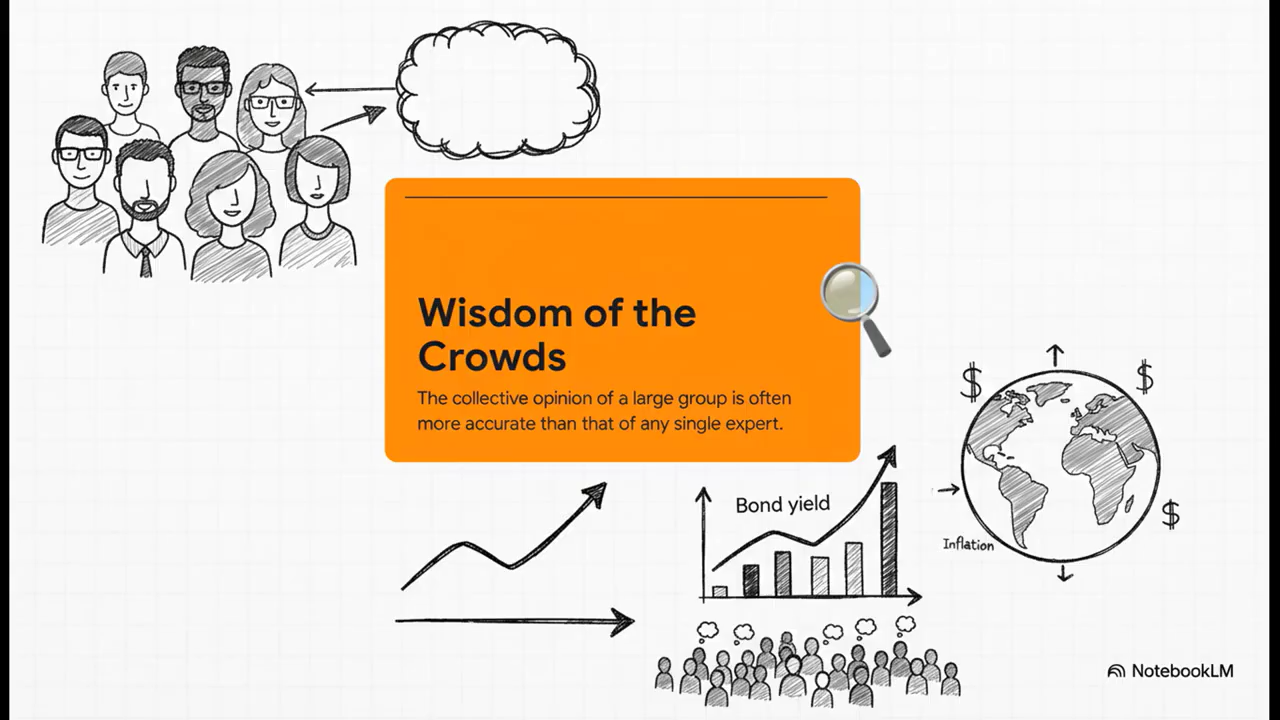 Wisdom of the
Crowds
The collective opinion of a large group is often
more accurate than that of any single expert.
Bond yield
$
$
$
Inflation
NotebookLM